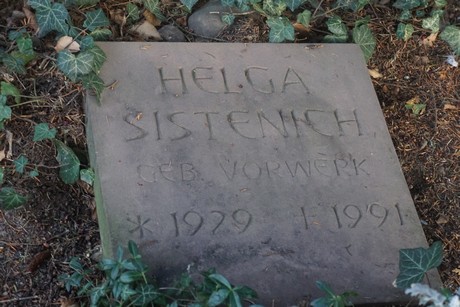 HELGA
SISTENICH
GEB. VORWERK
* 1929 † 1991